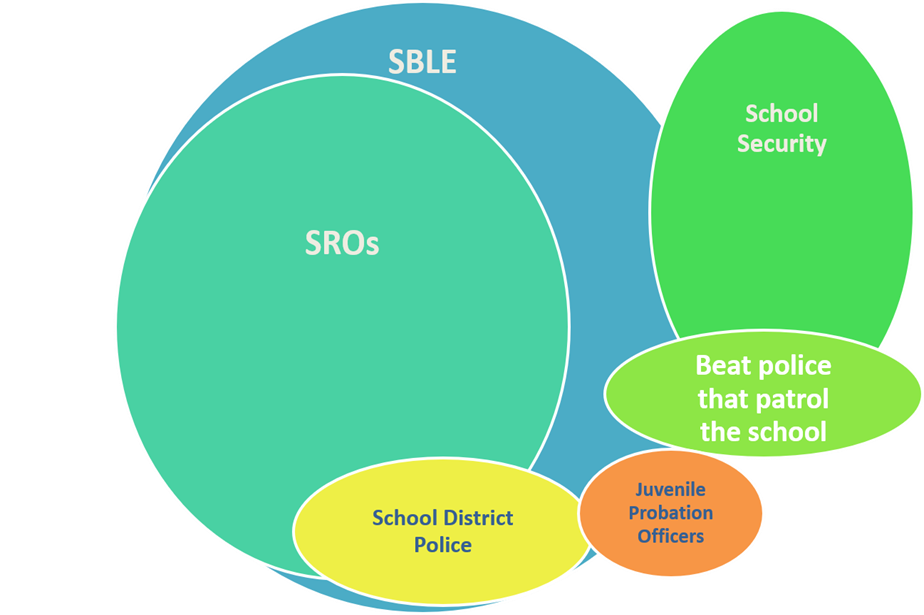 SBLE
School
Security
SROs
Beat police
that patrol
the school
School District
Police
Juvenile
Probation
Officers